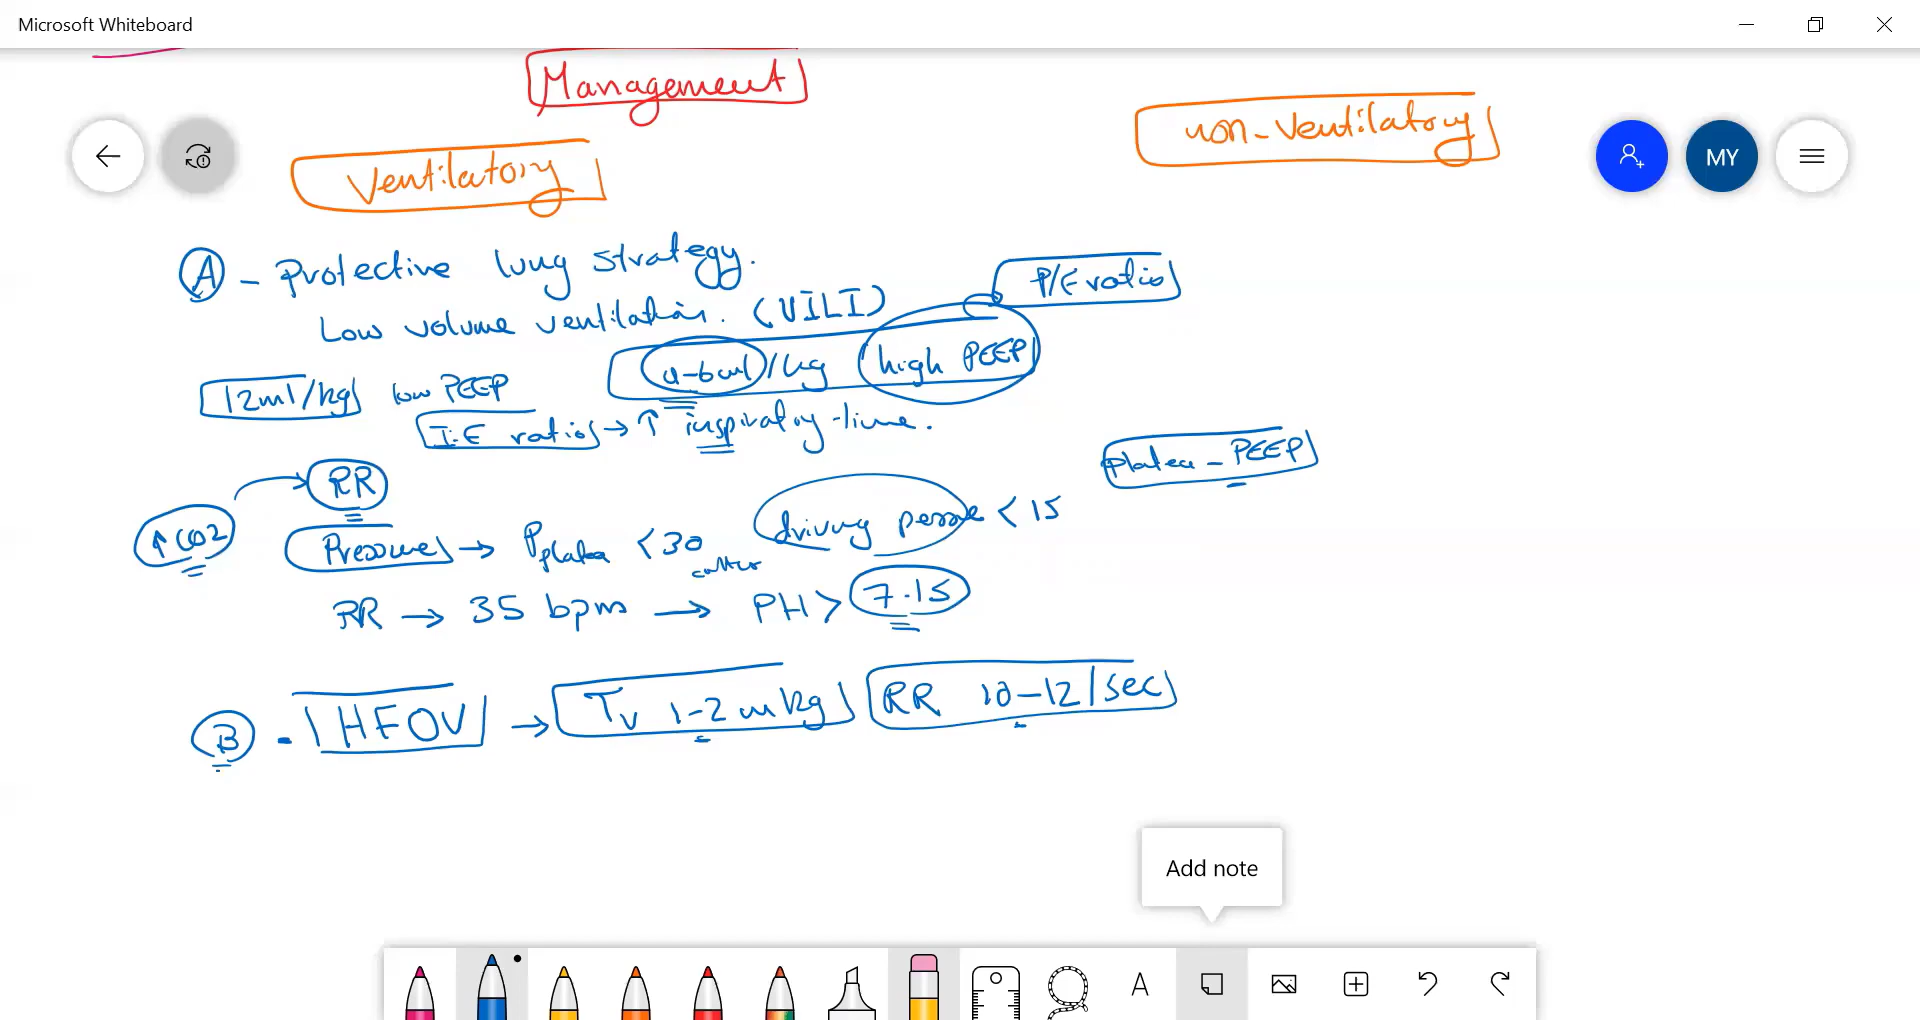 Microsoft Whiteboard
Management
Ventilatory
non-Ventilatory
MY
A - Protective lung strategy.
Low volume ventilation. (VILI)
P/F ratio
4-6ml/kg high PEEP
12ml/kg low PEEP
I:E ratio → ↑ inspiratory time.
Platea - PEEP
RR
↑CO2
Pressure → Pplatea <30 driving pressure < 15
RR → 35 bpm → PH > 7.15
B - HFOV → Tv 1-2 ml/kg RR 10-12/sec
Add note
A